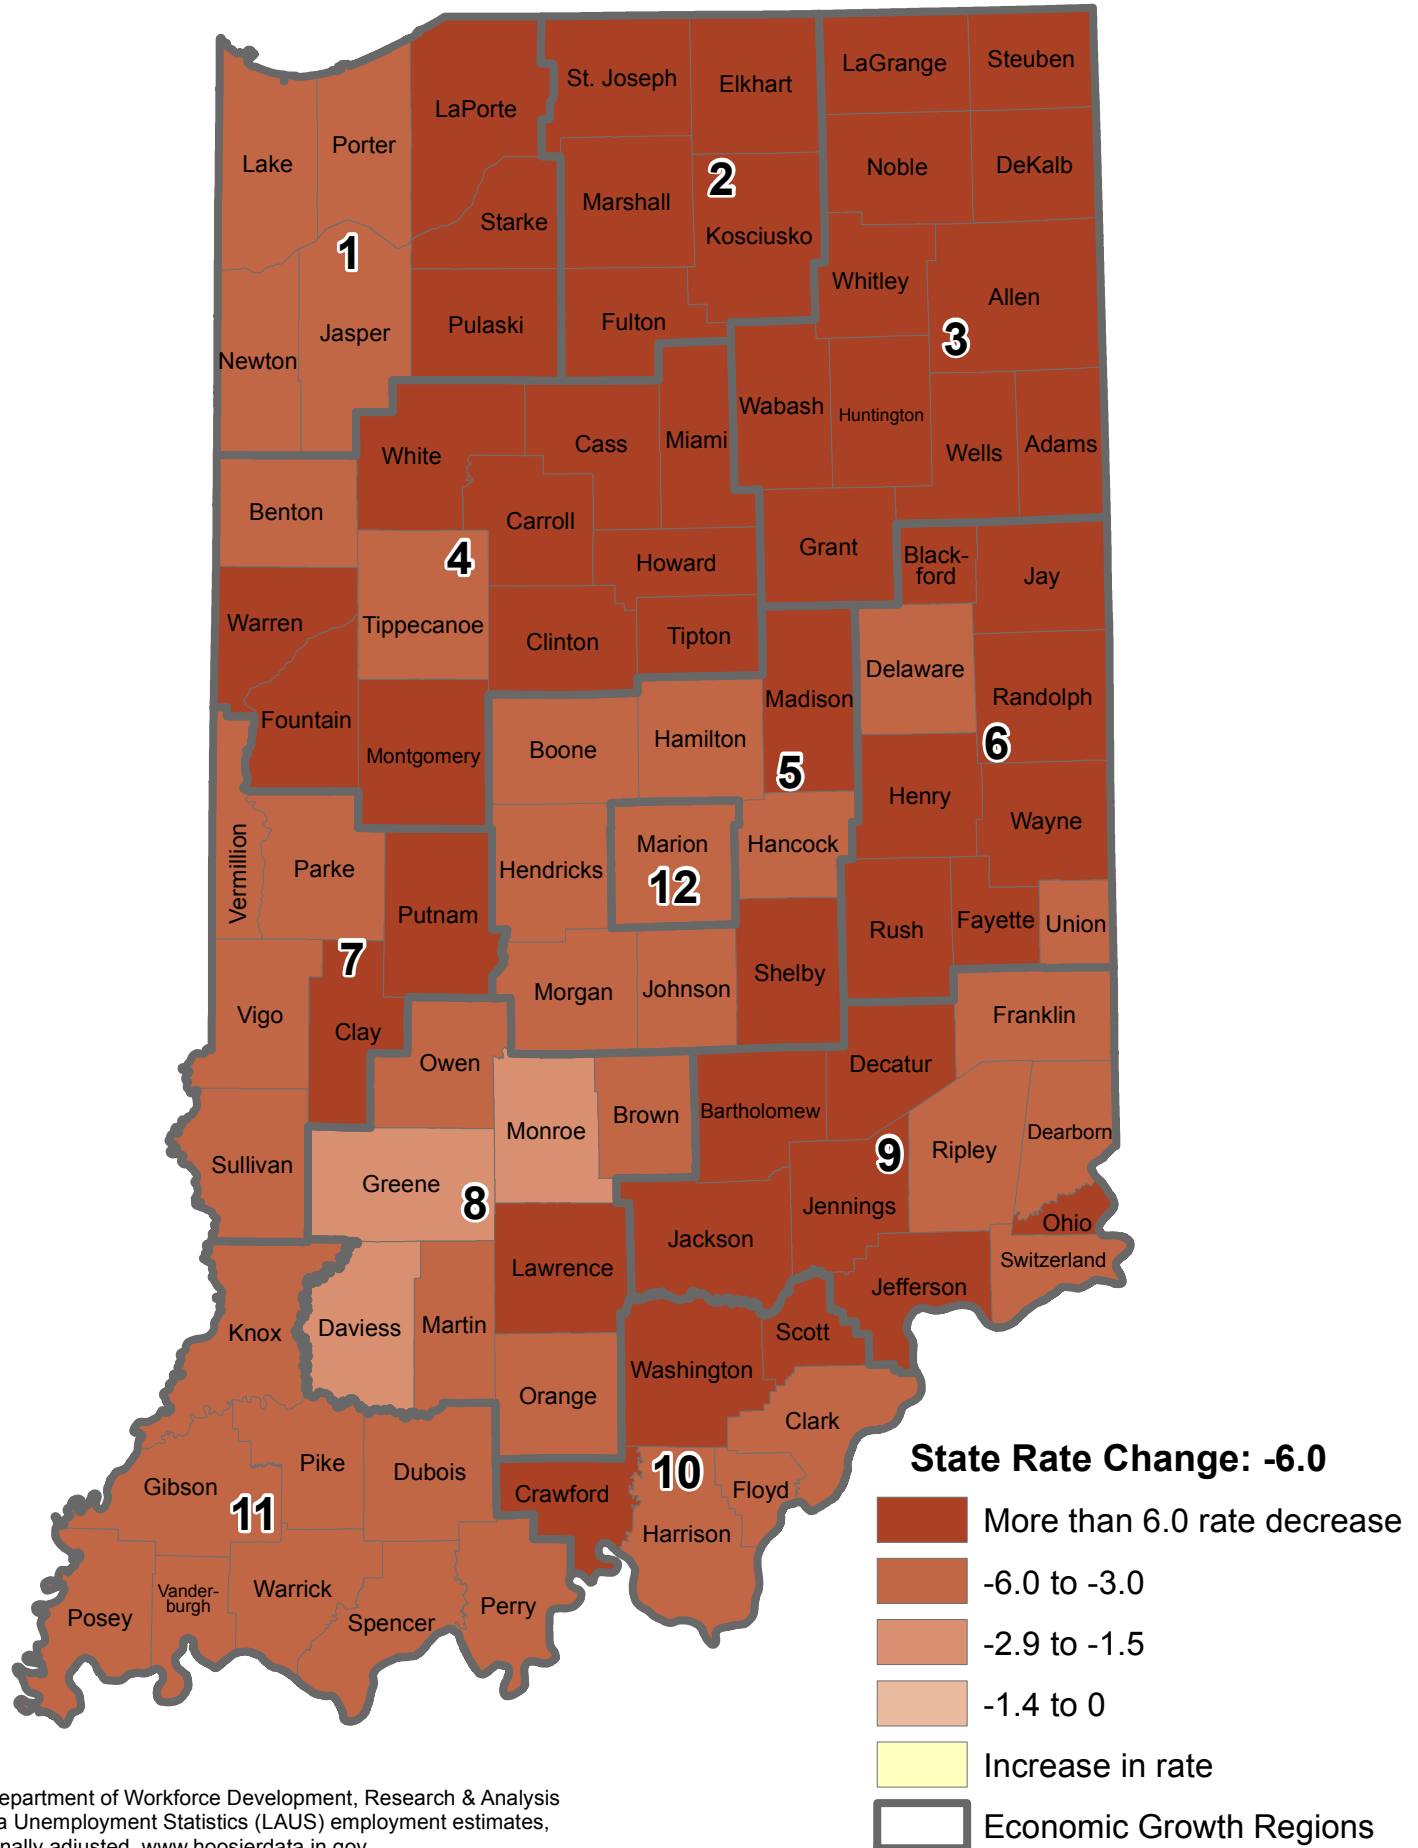 LaGrange
Steuben
St. Joseph
Elkhart
LaPorte
Porter
Lake
Noble
DeKalb
2
Marshall
Starke
Kosciusko
1
Whitley
Allen
Jasper
Pulaski
Fulton
3
Newton
Wabash
Huntington
White
Cass
Miami
Wells
Adams
Benton
Carroll
Grant
4
Howard
Black-
ford
Jay
Warren
Tippecanoe
Clinton
Tipton
Delaware
Madison
Randolph
Fountain
Montgomery
Boone
Hamilton
6
5
Henry
Wayne
Vermillion
Parke
Hendricks
Marion
12
Hancock
Putnam
Rush
Fayette
Union
7
Morgan
Johnson
Shelby
Vigo
Clay
Franklin
Owen
Decatur
Monroe
Brown
Bartholomew
Dearborn
Sullivan
Greene
8
9
Ripley
Jennings
Jackson
Ohio
Lawrence
Switzerland
Jefferson
Knox
Daviess
Martin
Scott
Washington
Orange
Clark
Pike
Dubois
Gibson
11
10
Crawford
Floyd
Harrison
Posey
Vander-
burgh
Warrick
Spencer
Perry
State Rate Change: -6.0
More than 6.0 rate decrease
-6.0 to -3.0
-2.9 to -1.5
-1.4 to 0
Increase in rate
Economic Growth Regions
epartment of Workforce Development, Research & Analysis
a Unemployment Statistics (LAUS) employment estimates,
nally adjusted, www.hoosierdata.in.gov